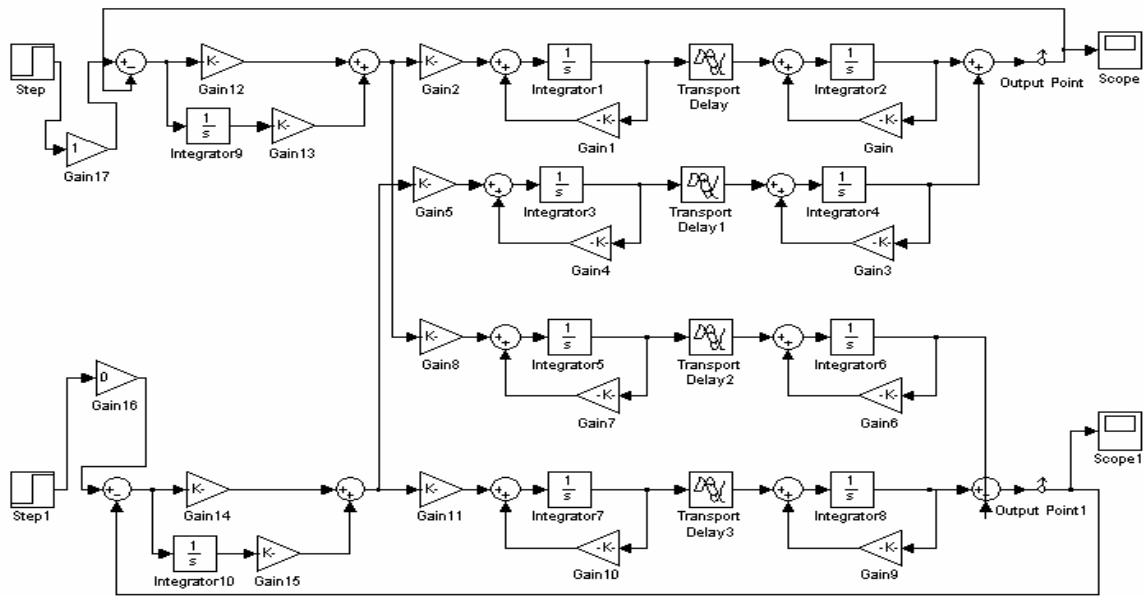 Step
1
Gain17
K-
Gain12
1
s
Integrator9
K-
Gain13
K-
Gain2
1
s
Integrator1
-K-
Gain1
Transport
Delay
1
s
Integrator2
-K-
Gain
Output Point
Scope
K-
Gain5
1
s
Integrator3
-K-
Gain4
Transport
Delay1
1
s
Integrator4
-K-
Gain3
K-
Gain8
1
s
Integrator5
-K-
Gain7
Transport
Delay2
1
s
Integrator6
-K-
Gain6
0
Gain16
Step1
K-
Gain14
1
s
Integrator10
K-
Gain15
K-
Gain11
1
s
Integrator7
-K-
Gain10
Transport
Delay3
1
s
Integrator8
-K-
Gain9
Output Point1
Scope1